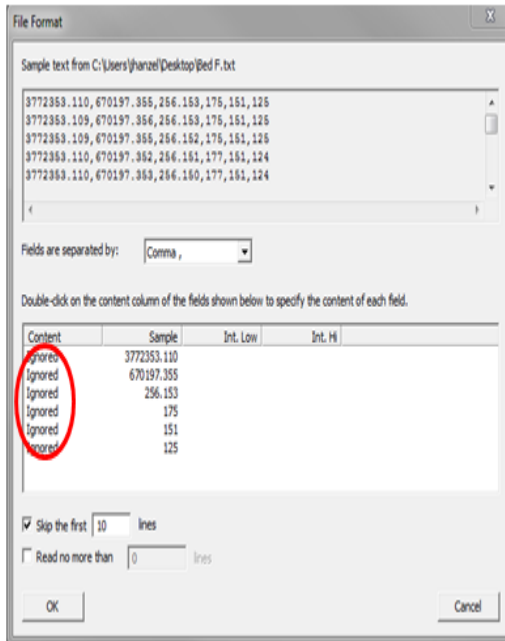 File Format
Sample text from C:\Users\jhanzel\Desktop\Bed F.txt
3772353.110,670197.355,256.153,175,151,125
3772353.109,670197.356,256.153,175,151,125
3772353.109,670197.355,256.152,175,151,125
3772353.110,670197.352,256.151,177,151,124
3772353.110,670197.353,256.150,177,151,124
Fields are separated by: Comma ,
Double-click on the content column of the fields shown below to specify the content of each field.
Content Sample Int. Low Int. Hi
Ignored 3772353.110
Ignored 670197.355
Ignored 256.153
Ignored 175
Ignored 151
Ignored 125
Skip the first 10 lines
Read no more than 0 lines
OK Cancel